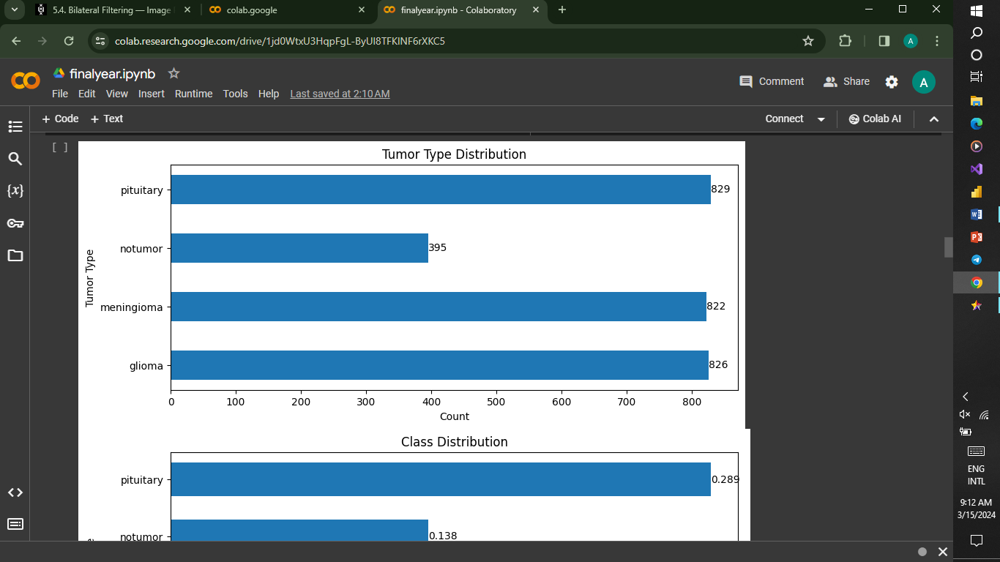 5.4. Bilateral Filtering — Image
colab.google
finalyear.ipynb - Colaboratory
colab.research.google.com/drive/1jd0WtxU3HqpFgL-ByUI8TFKlNF6rXKC5
A
finalyear.ipynb
File Edit View Insert Runtime Tools Help Last saved at 2:10 AM
Comment
Share
A
+ Code + Text
Connect
Colab AI
[ ]
{x}
Tumor Type Distribution
Tumor Type
pituitary 829
notumor 395
meningioma 822
glioma 826
0 100 200 300 400 500 600 700 800
Count
Class Distribution
pituitary 0.289
notumor 0.138
ENG
INTL
9:12 AM
3/15/2024